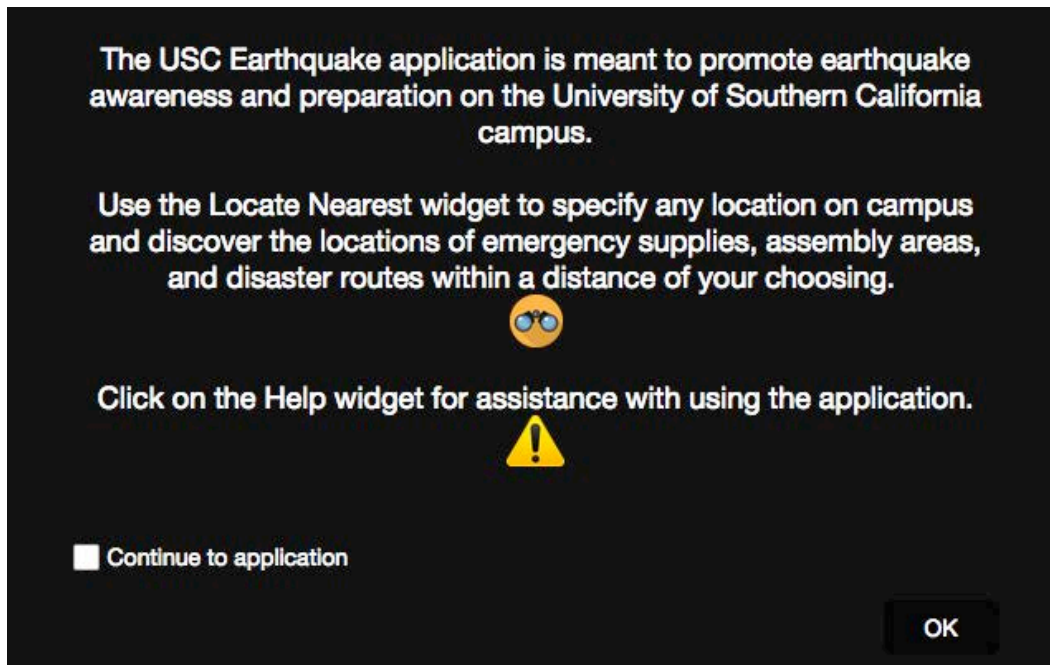 The USC Earthquake application is meant to promote earthquake
awareness and preparation on the University of Southern California
campus.
Use the Locate Nearest widget to specify any location on campus
and discover the locations of emergency supplies, assembly areas,
and disaster routes within a distance of your choosing.
Click on the Help widget for assistance with using the application.
Continue to application
OK